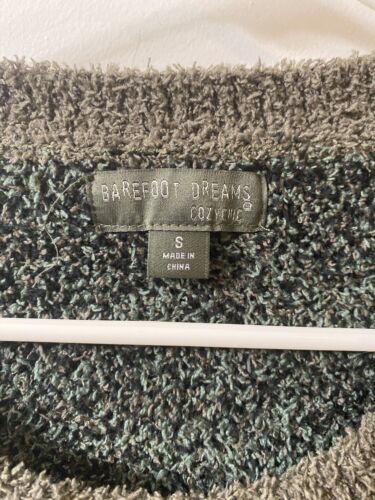 BAREFOOT DREAMS®
COZYCHIC®
S
MADE IN
CHINA